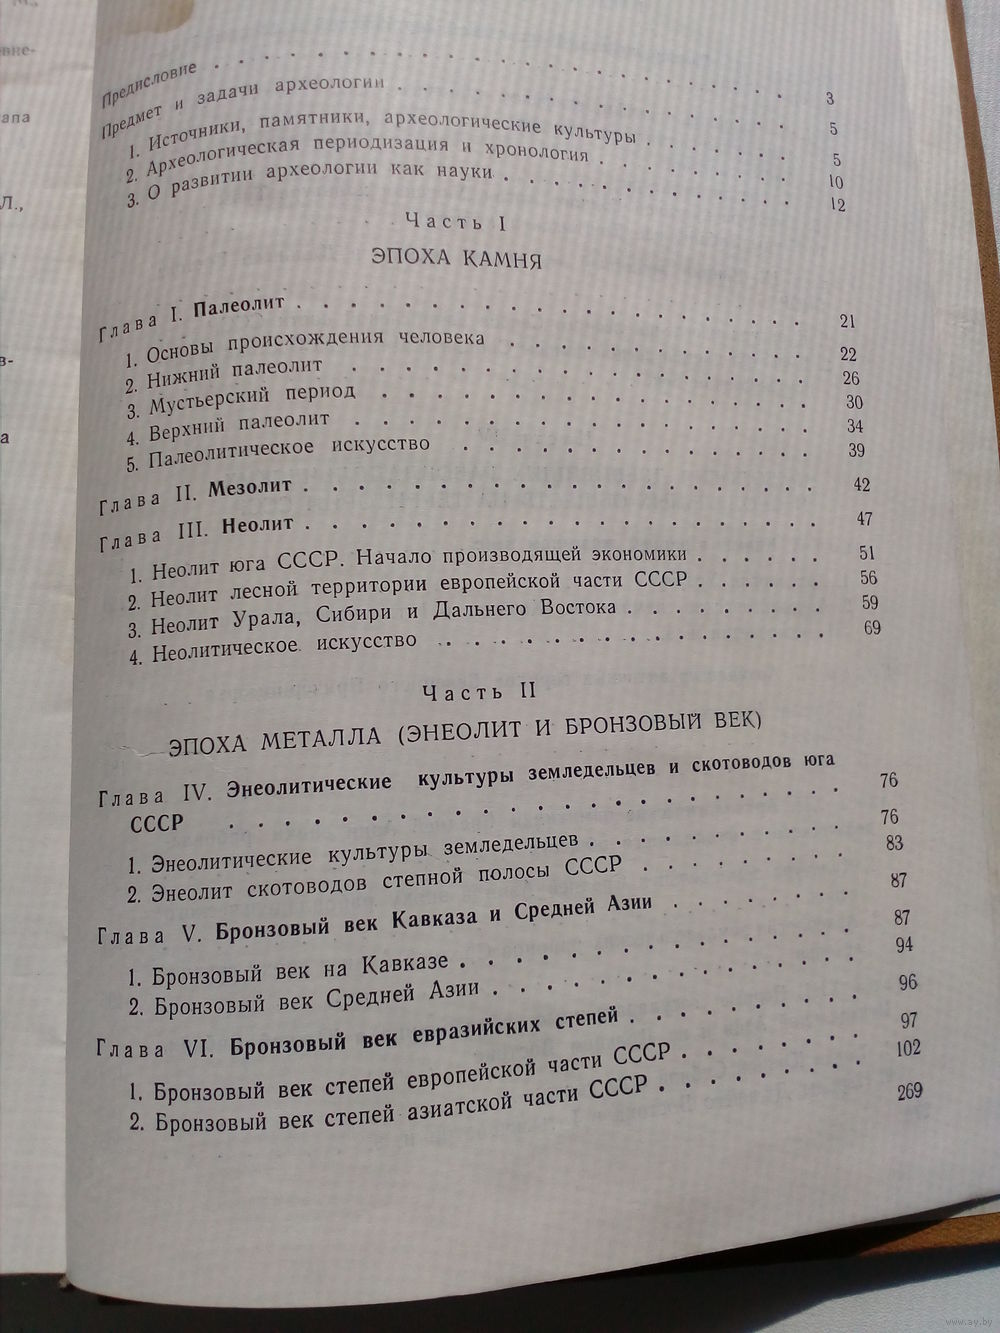 М.,
вне-
апа
Л.,
в-
а
Предисловие . . . . . . . . . . . . . . . . . . . . . 3
Предмет и задачи археологии . . . . . . . . . . . . . . 5
1. Источники, памятники, археологические культуры . . . . . . 5
2. Археологическая периодизация и хронология . . . . . . . . 10
3. О развитии археологии как науки . . . . . . . . . . . . 12
Часть I
ЭПОХА КАМНЯ
Глава I. Палеолит . . . . . . . . . . . . . . . . . . . 21
1. Основы происхождения человека . . . . . . . . . . . 22
2. Нижний палеолит . . . . . . . . . . . . . . . . . 26
3. Мустьерский период . . . . . . . . . . . . . . . . 30
4. Верхний палеолит . . . . . . . . . . . . . . . . . 34
5. Палеолитическое искусство . . . . . . . . . . . . . 39
Глава II. Мезолит . . . . . . . . . . . . . . . . . . . 42
Глава III. Неолит . . . . . . . . . . . . . . . . . . . 47
1. Неолит юга СССР. Начало производящей экономики . . . . . 51
2. Неолит лесной территории европейской части СССР . . . . . 56
3. Неолит Урала, Сибири и Дальнего Востока . . . . . . . . 59
4. Неолитическое искусство . . . . . . . . . . . . . . 69
Часть II
ЭПОХА МЕТАЛЛА (ЭНЕОЛИТ И БРОНЗОВЫЙ ВЕК)
Глава IV. Энеолитические культуры земледельцев и скотоводов юга
СССР . . . . . . . . . . . . . . . . . . . . . . 76
1. Энеолитические культуры земледельцев . . . . . . . . . 76
2. Энеолит скотоводов степной полосы СССР . . . . . . . . 83
Глава V. Бронзовый век Кавказа и Средней Азии . . . . . . . 87
1. Бронзовый век на Кавказе . . . . . . . . . . . . . . 87
2. Бронзовый век Средней Азии . . . . . . . . . . . . . 94
Глава VI. Бронзовый век евразийских степей . . . . . . . . . 96
1. Бронзовый век степей европейской части СССР . . . . . . . 97
2. Бронзовый век степей азиатской части СССР . . . . . . . . 102
269
www.ay.by